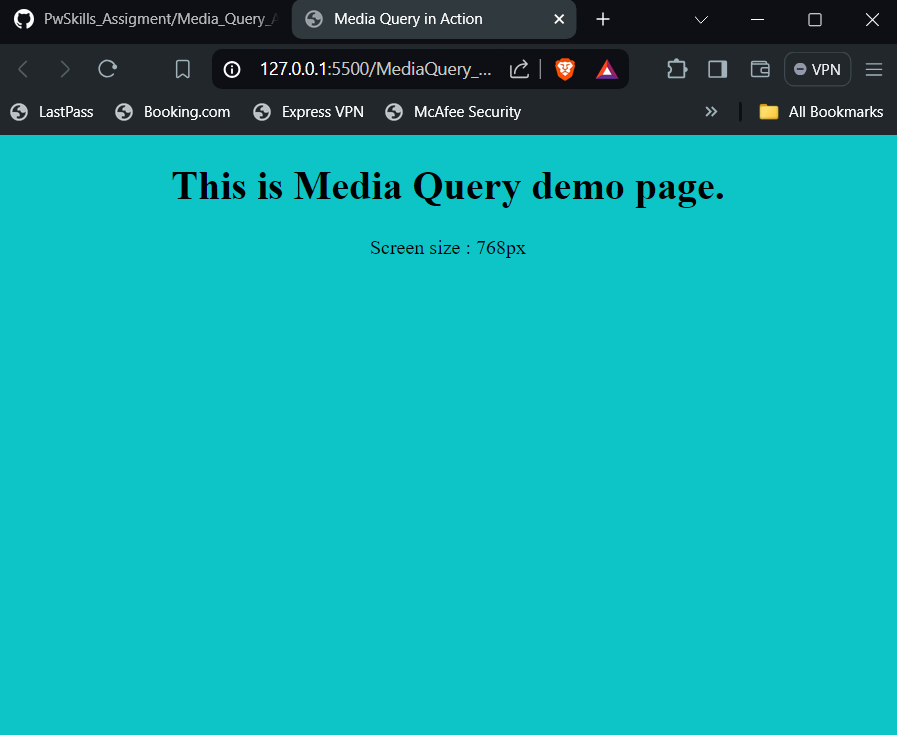 PwSkills_Assigment/Media_Query_A
Media Query in Action
127.0.0.1:5500/MediaQuery_...
VPN
LastPass
Booking.com
Express VPN
McAfee Security
All Bookmarks
This is Media Query demo page.
Screen size : 768px